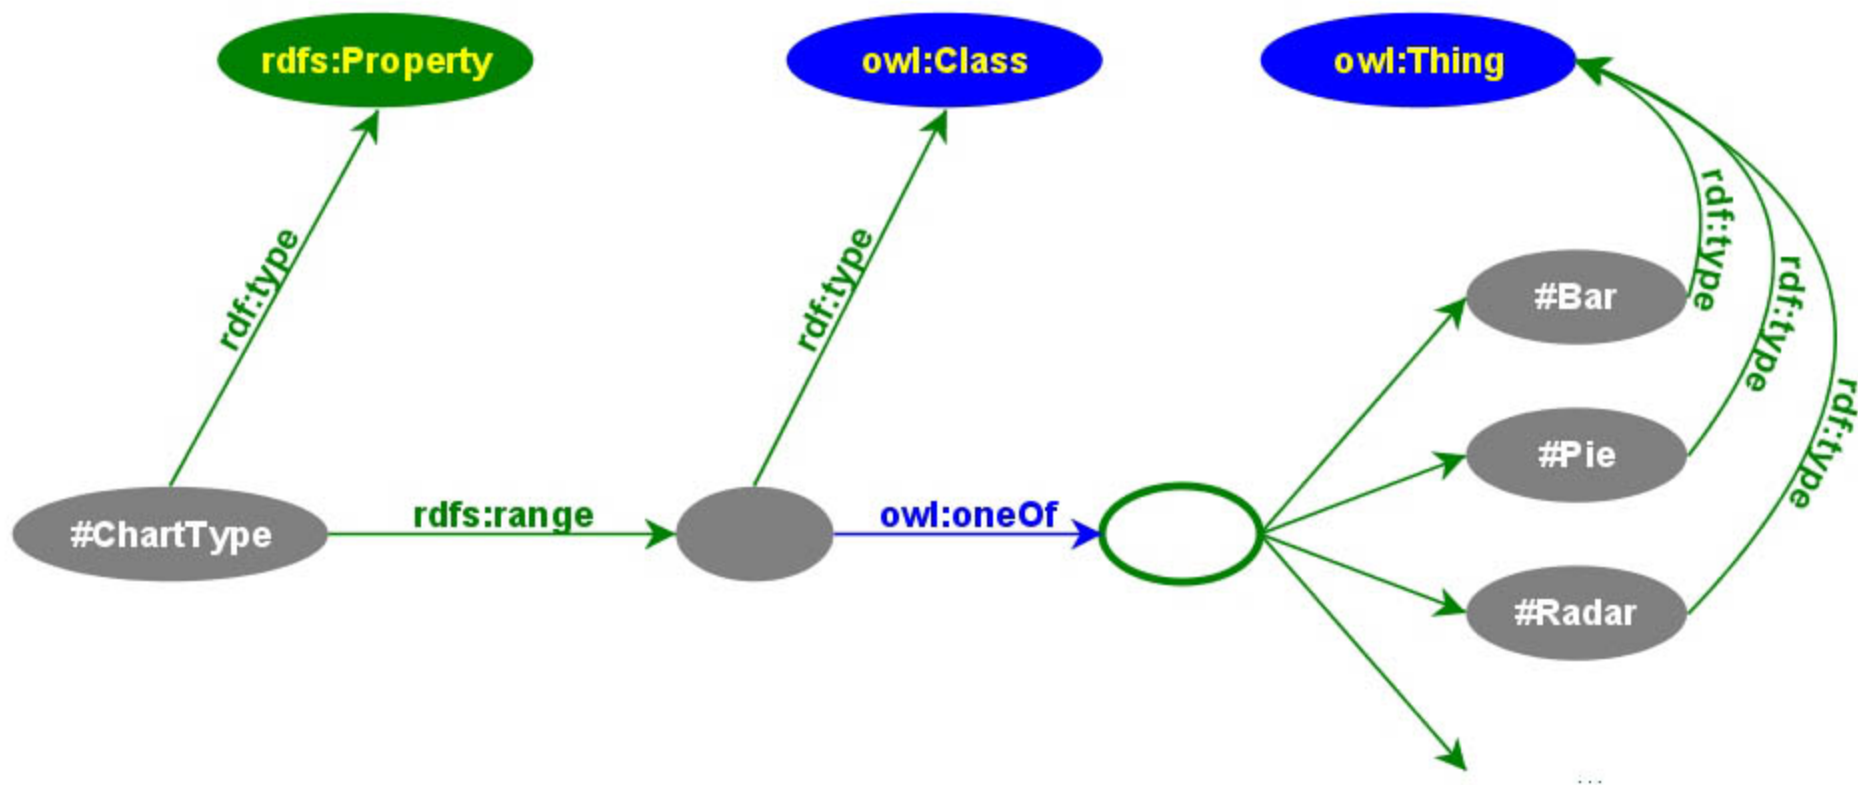 rdfs:Property
owl:Class
owl:Thing
rdf:type
rdf:type
rdf:type
rdf:type
rdf:type
#Bar
#Pie
#Radar
#ChartType
rdfs:range
owl:oneOf
...